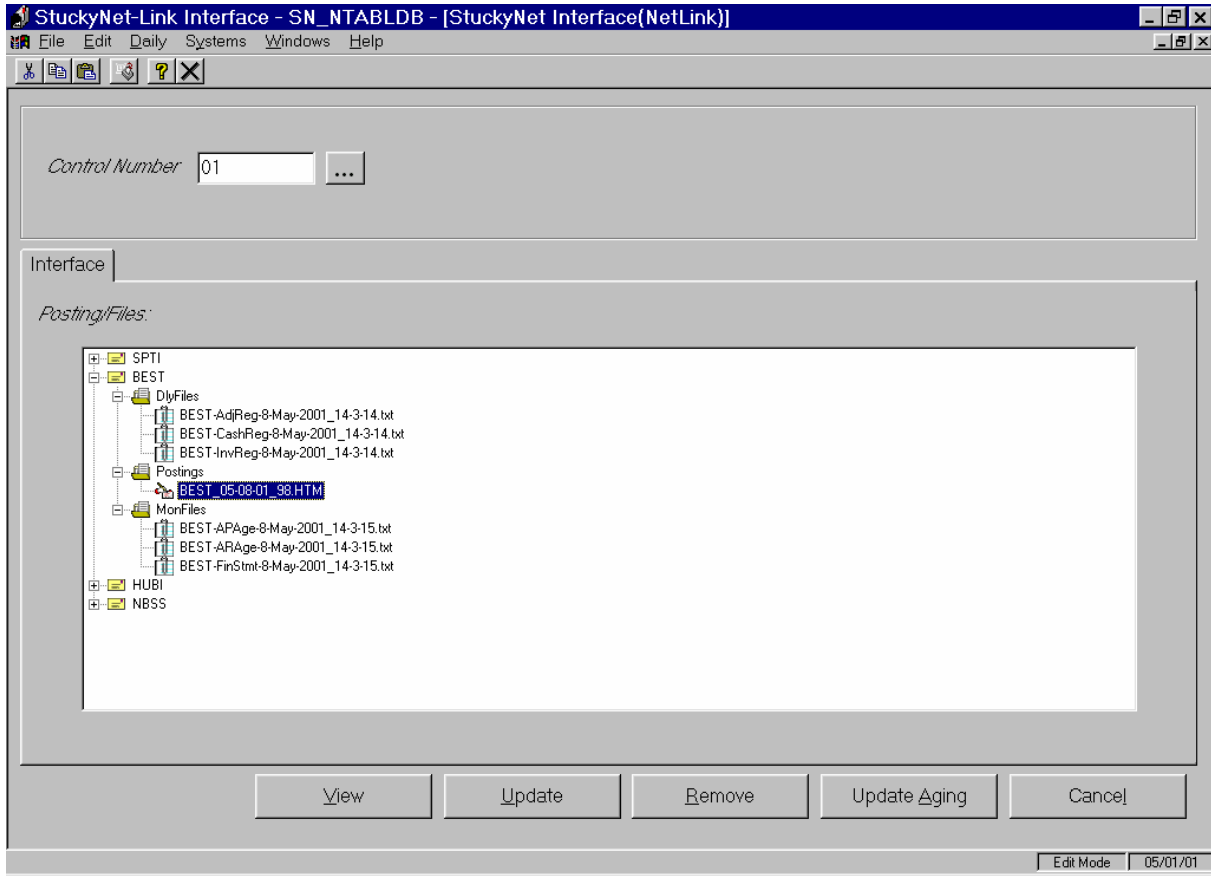 StuckyNet-Link Interface - SN_NTABLDB - [StuckyNet Interface(NetLink)]
File Edit Daily Systems Windows Help
Control Number 01 ...
Interface
Posting/Files:
SPTI
BEST
DlyFiles
BEST-AdjReg-8-May-2001_14-3-14.txt
BEST-CashReg-8-May-2001_14-3-14.txt
BEST-InvReg-8-May-2001_14-3-14.txt
Postings
BEST_05-08-01_98.HTM
MonFiles
BEST-APAge-8-May-2001_14-3-15.txt
BEST-ARAge-8-May-2001_14-3-15.txt
BEST-FinStmt-8-May-2001_14-3-15.txt
HUBI
NBSS
View Update Remove Update Aging Cancel
Edit Mode 05/01/01